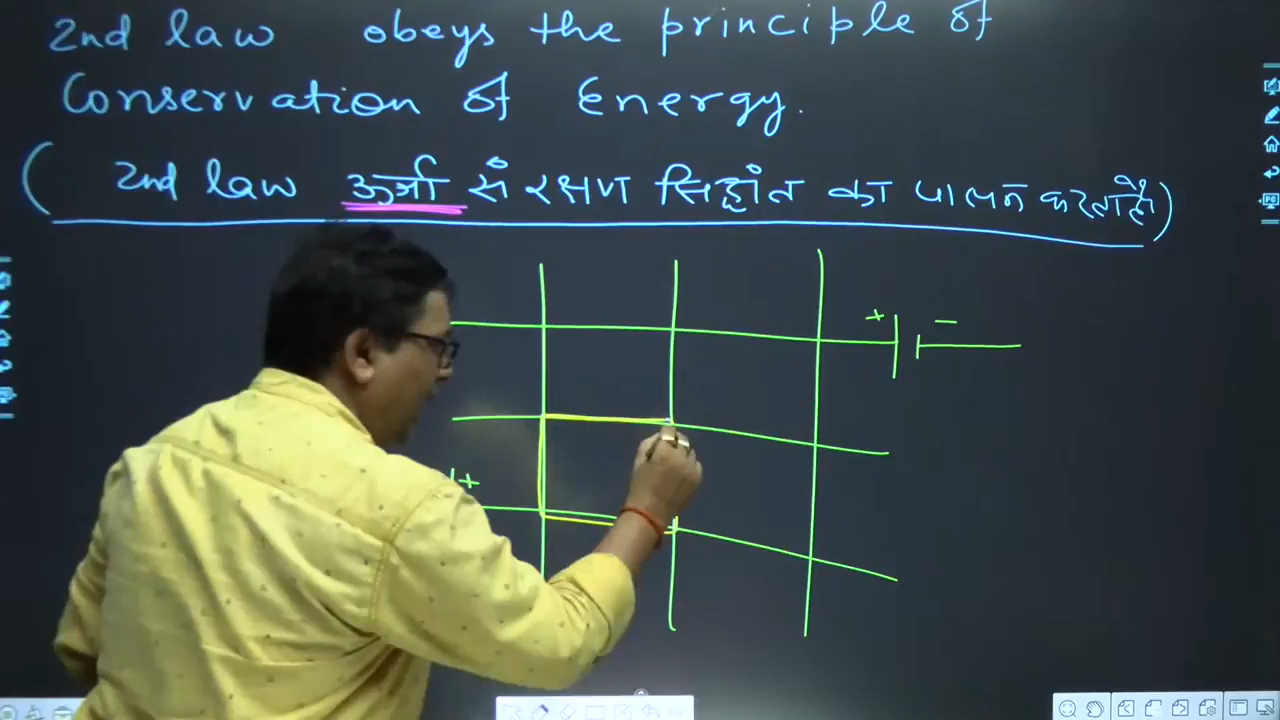 2nd law obeys the principle of
Conservation of Energy.
( 2nd law ऊर्जा संरक्षण सिद्धांत का पालन करता है।)
+ -
+